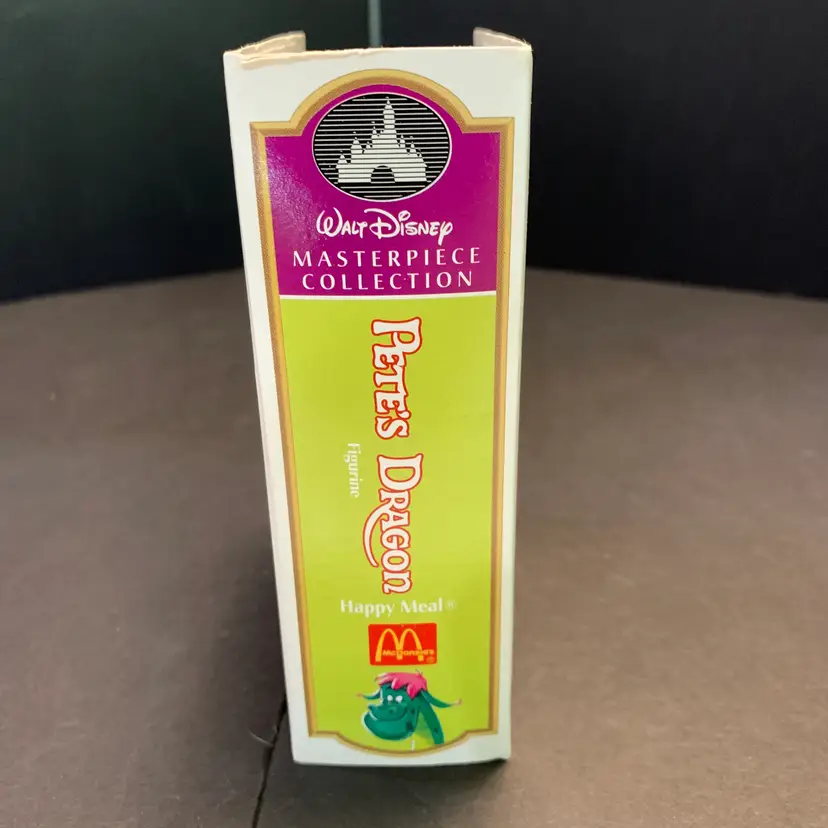 Walt Disney
MASTERPIECE
COLLECTION
PETE'S DRAGON
Figurine
Happy Meal®
McDonald's®